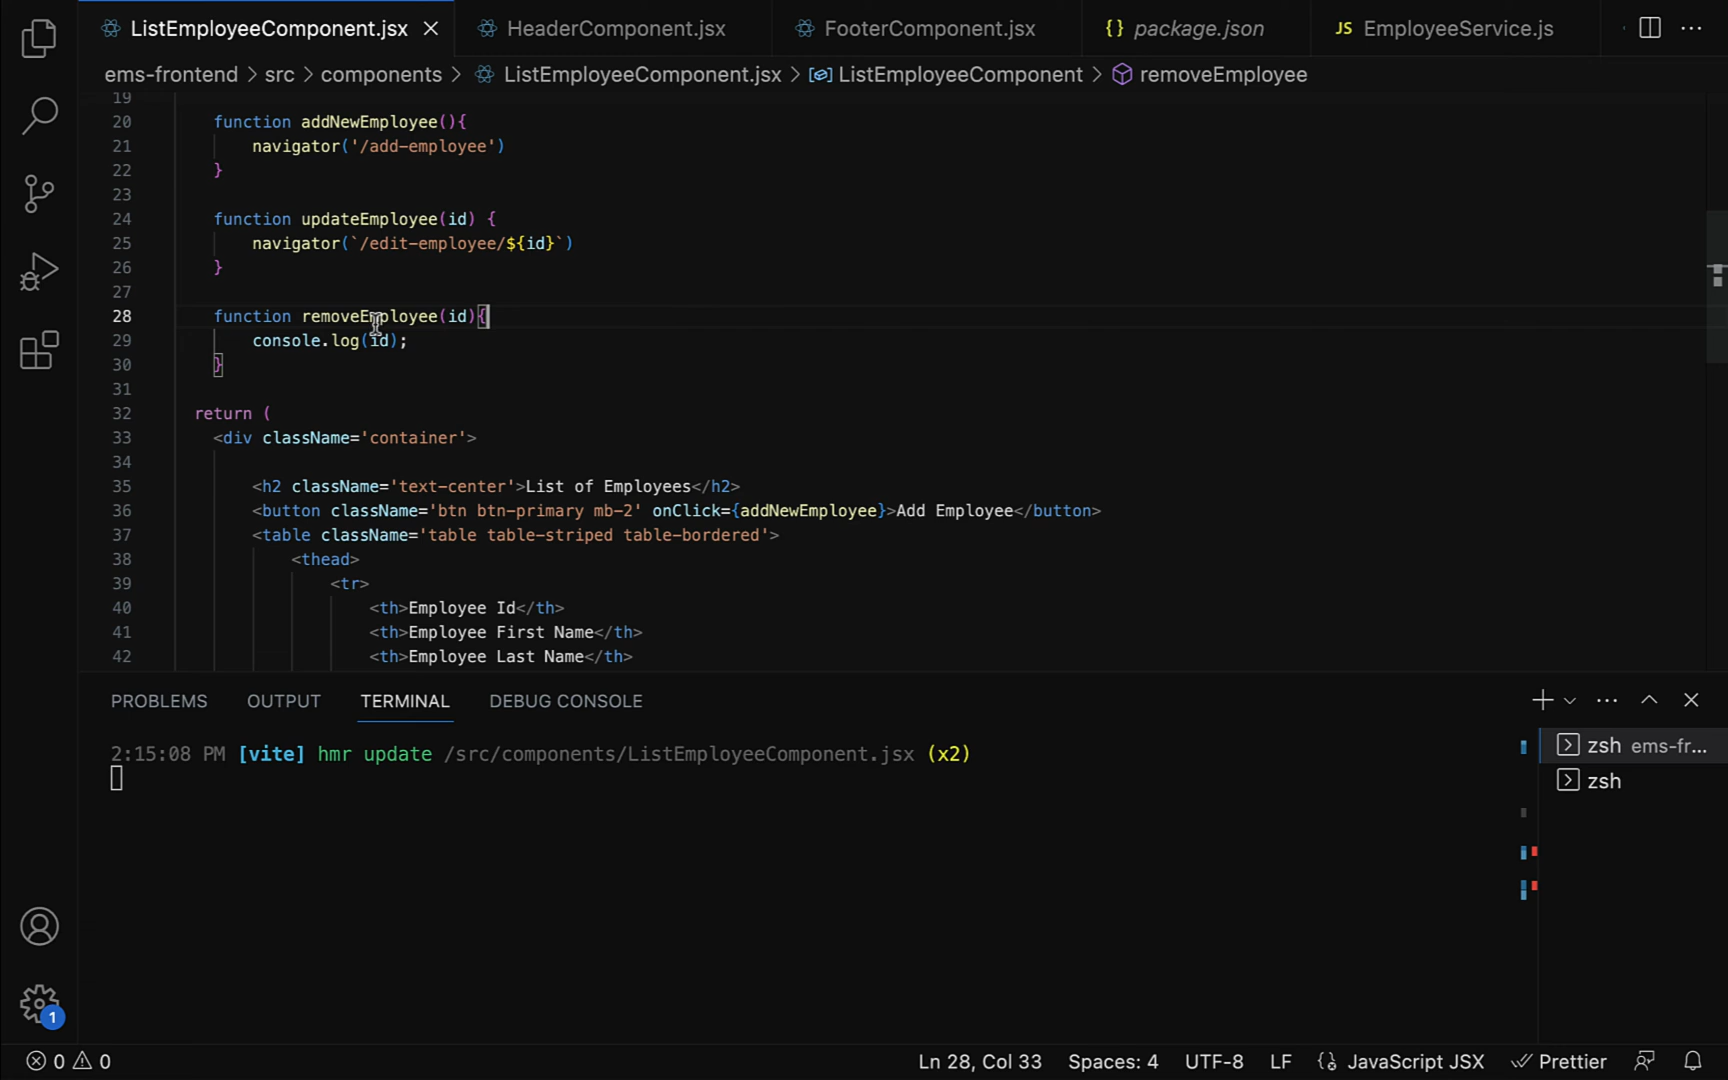 ListEmployeeComponent.jsx HeaderComponent.jsx FooterComponent.jsx {} package.json JS EmployeeService.js
ems-frontend > src > components > ListEmployeeComponent.jsx > ListEmployeeComponent > removeEmployee
19
20 function addNewEmployee(){
21 navigator('/add-employee')
22 }
23
24 function updateEmployee(id) {
25 navigator(`/edit-employee/${id}`)
26 }
27
28 function removeEmployee(id){
29 console.log(id);
30 }
31
32 return (
33 <div className='container'>
34
35 <h2 className='text-center'>List of Employees</h2>
36 <button className='btn btn-primary mb-2' onClick={addNewEmployee}>Add Employee</button>
37 <table className='table table-striped table-bordered'>
38 <thead>
39 <tr>
40 <th>Employee Id</th>
41 <th>Employee First Name</th>
42 <th>Employee Last Name</th>
PROBLEMS OUTPUT TERMINAL DEBUG CONSOLE
2:15:08 PM [vite] hmr update /src/components/ListEmployeeComponent.jsx (x2)
zsh ems-fr...
zsh
1
0 0 Ln 28, Col 33 Spaces: 4 UTF-8 LF {} JavaScript JSX Prettier